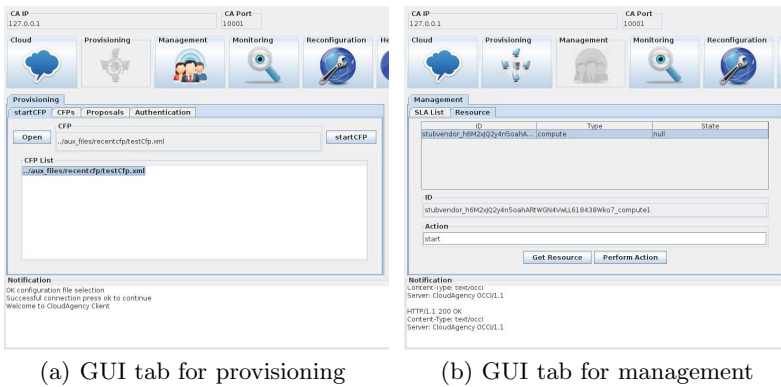 CA IP
CA Port
127.0.0.1
10001
Cloud
Provisioning
Management
Monitoring
Reconfiguration
He
Provisioning
startCFP
CFPs
Proposals
Authentication
CFP
Open
../aux_files/recentcfp/testCfp.xml
startCFP
CFP List
../aux_files/recentcfp/testCfp.xml
Notification
OK configuration file selection
Successful connection press ok to continue
Welcome to CloudAgency Client
(a) GUI tab for provisioning
CA IP
CA Port
127.0.0.1
10001
Cloud
Provisioning
Management
Monitoring
Reconfiguration
Management
SLA List
Resource
ID
Type
State
compute
null
ID
Action
start
Get Resource
Perform Action
Notification
Content-Type: text/occi
Server: CloudAgency OCCI/1.1
HTTP/1.1 200 OK
Content-Type: text/occi
Server: CloudAgency OCCI/1.1
(b) GUI tab for management